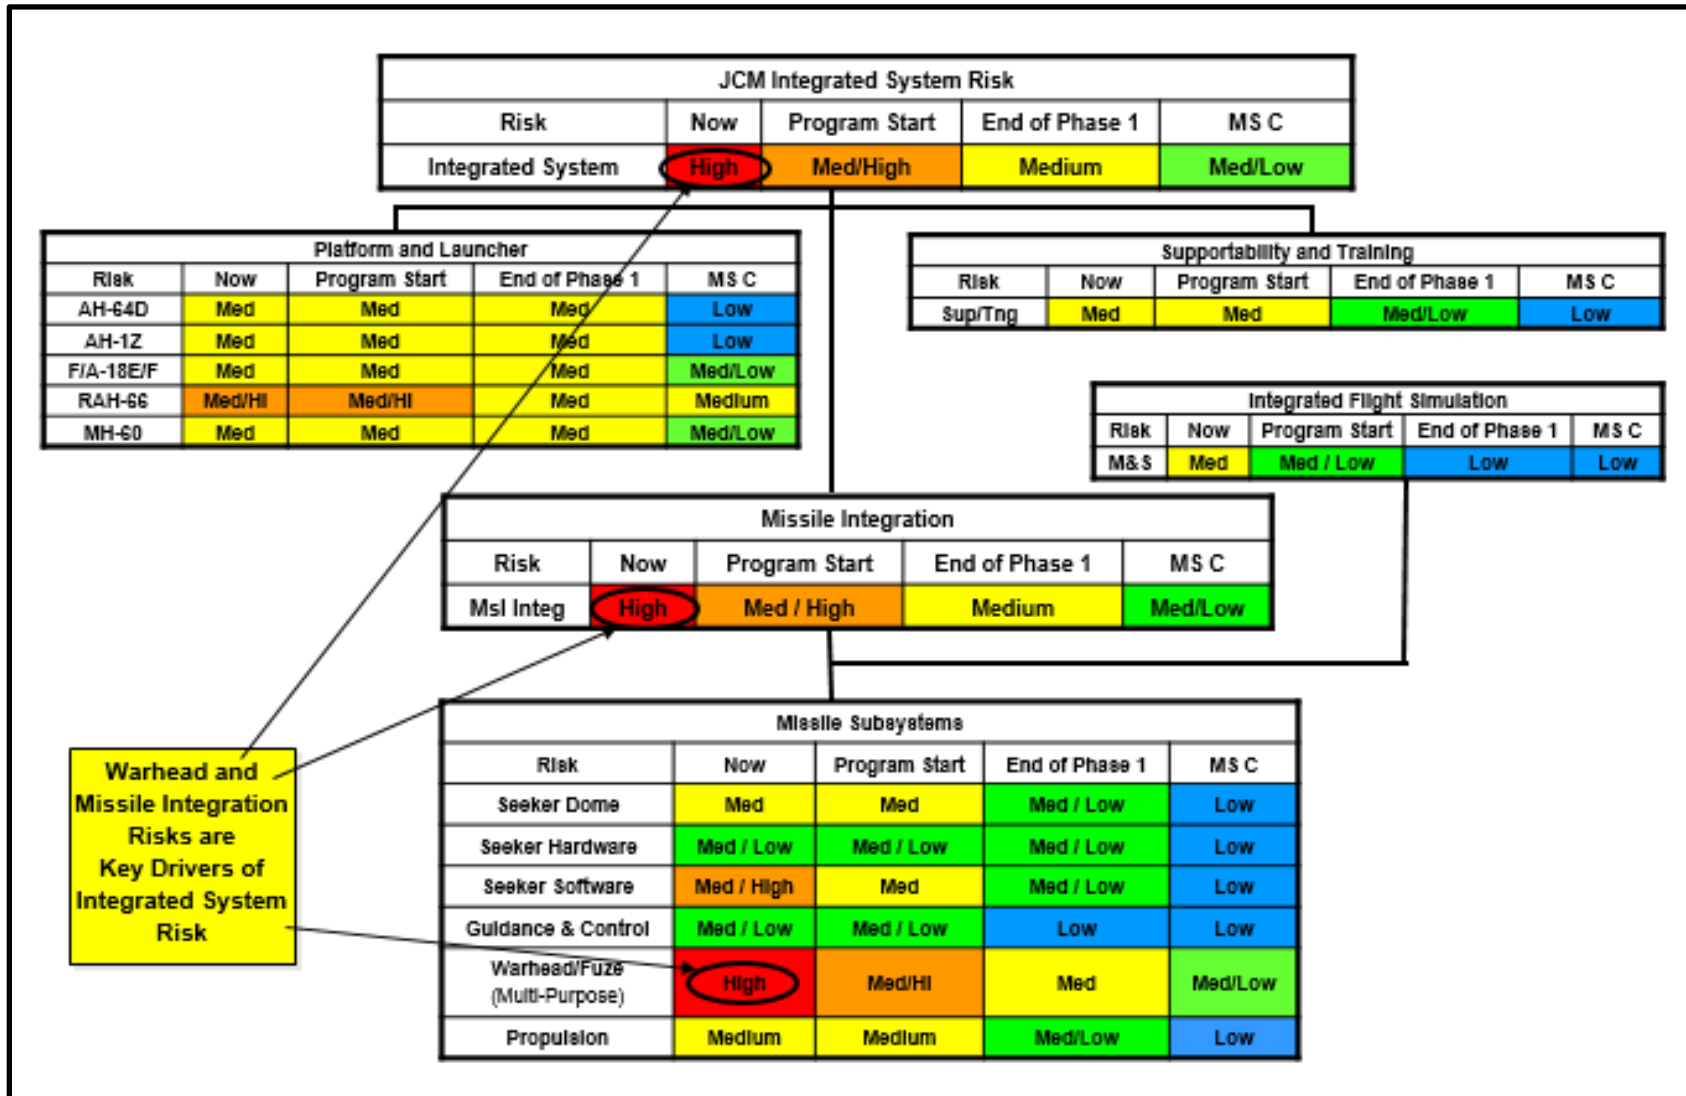 JCM Integrated System Risk
Risk Now Program Start End of Phase 1 MS C
Integrated System High Med/High Medium Med/Low
Platform and Launcher
Risk Now Program Start End of Phase 1 MS C
AH-64D Med Med Med Low
AH-1Z Med Med Med Low
F/A-18E/F Med Med Med Med/Low
RAH-66 Med/HI Med/HI Med Medium
MH-60 Med Med Med Med/Low
Supportability and Training
Risk Now Program Start End of Phase 1 MS C
Sup/Tng Med Med Med/Low Low
Integrated Flight Simulation
Risk Now Program Start End of Phase 1 MS C
M&S Med Med / Low Low Low
Missile Integration
Risk Now Program Start End of Phase 1 MS C
Msl Integ High Med / High Medium Med/Low
Warhead and
Missile Integration
Risks are
Key Drivers of
Integrated System
Risk
Missile Subsystems
Risk Now Program Start End of Phase 1 MS C
Seeker Dome Med Med Med / Low Low
Seeker Hardware Med / Low Med / Low Med / Low Low
Seeker Software Med / High Med Med / Low Low
Guidance & Control Med / Low Med / Low Low Low
Warhead/Fuze
(Multi-Purpose) High Med/HI Med Med/Low
Propulsion Medium Medium Med/Low Low